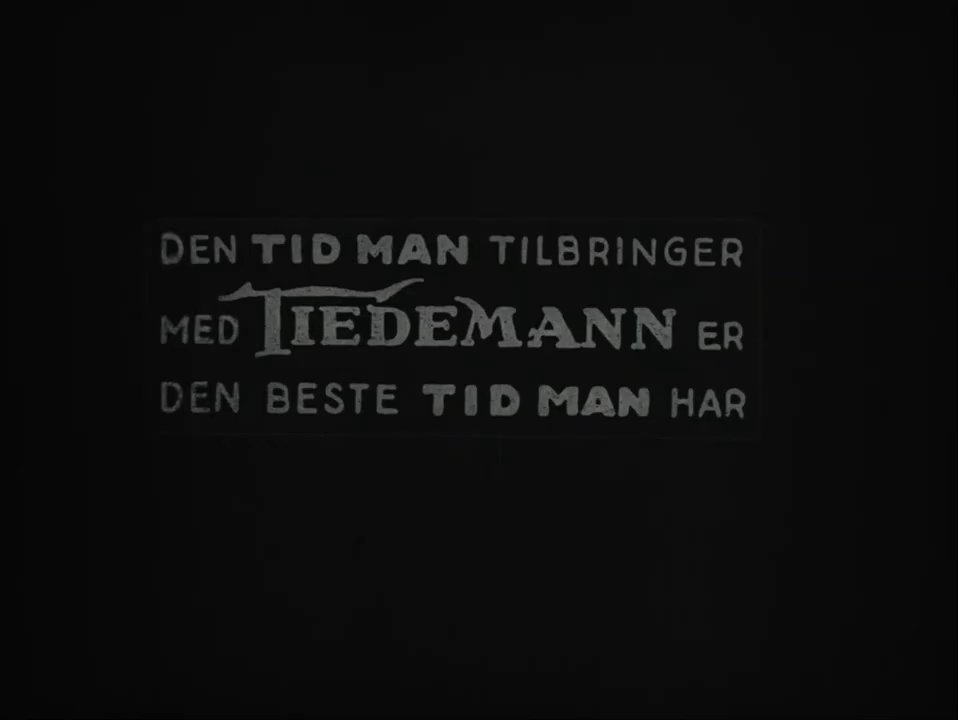 DEN TID MAN TILBRINGER
MED TIEDEMANN ER
DEN BESTE TID MAN HAR